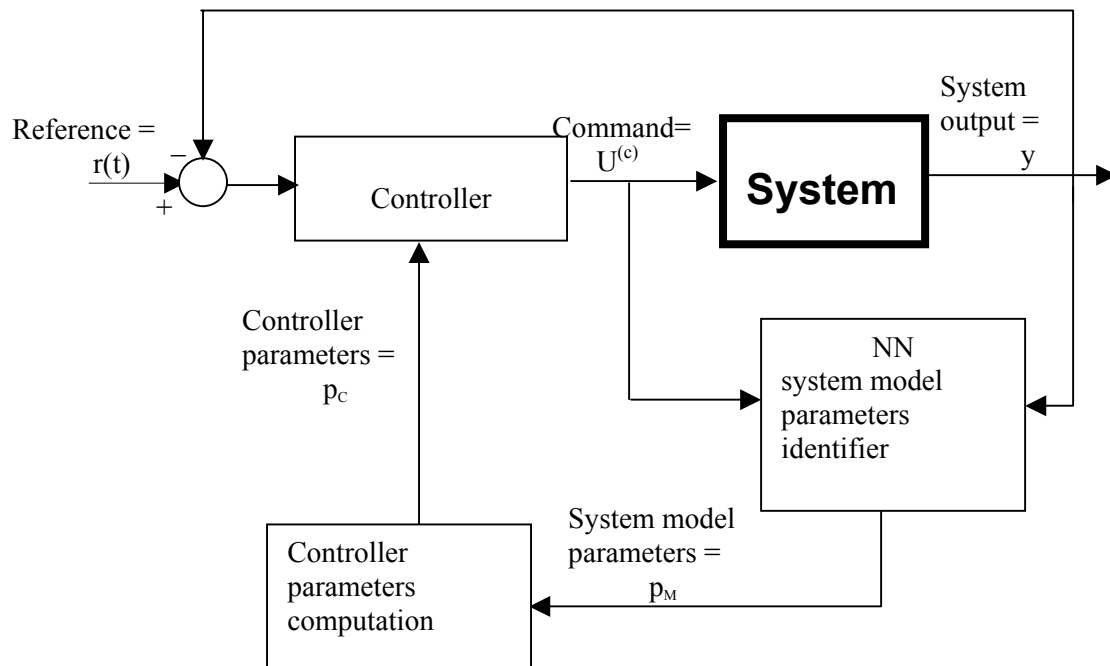 Reference =
r(t)
−
+
Controller
Command=
U(c)
System
System
output =
y
Controller
parameters =
pC
NN
system model
parameters
identifier
System model
parameters =
pM
Controller
parameters
computation